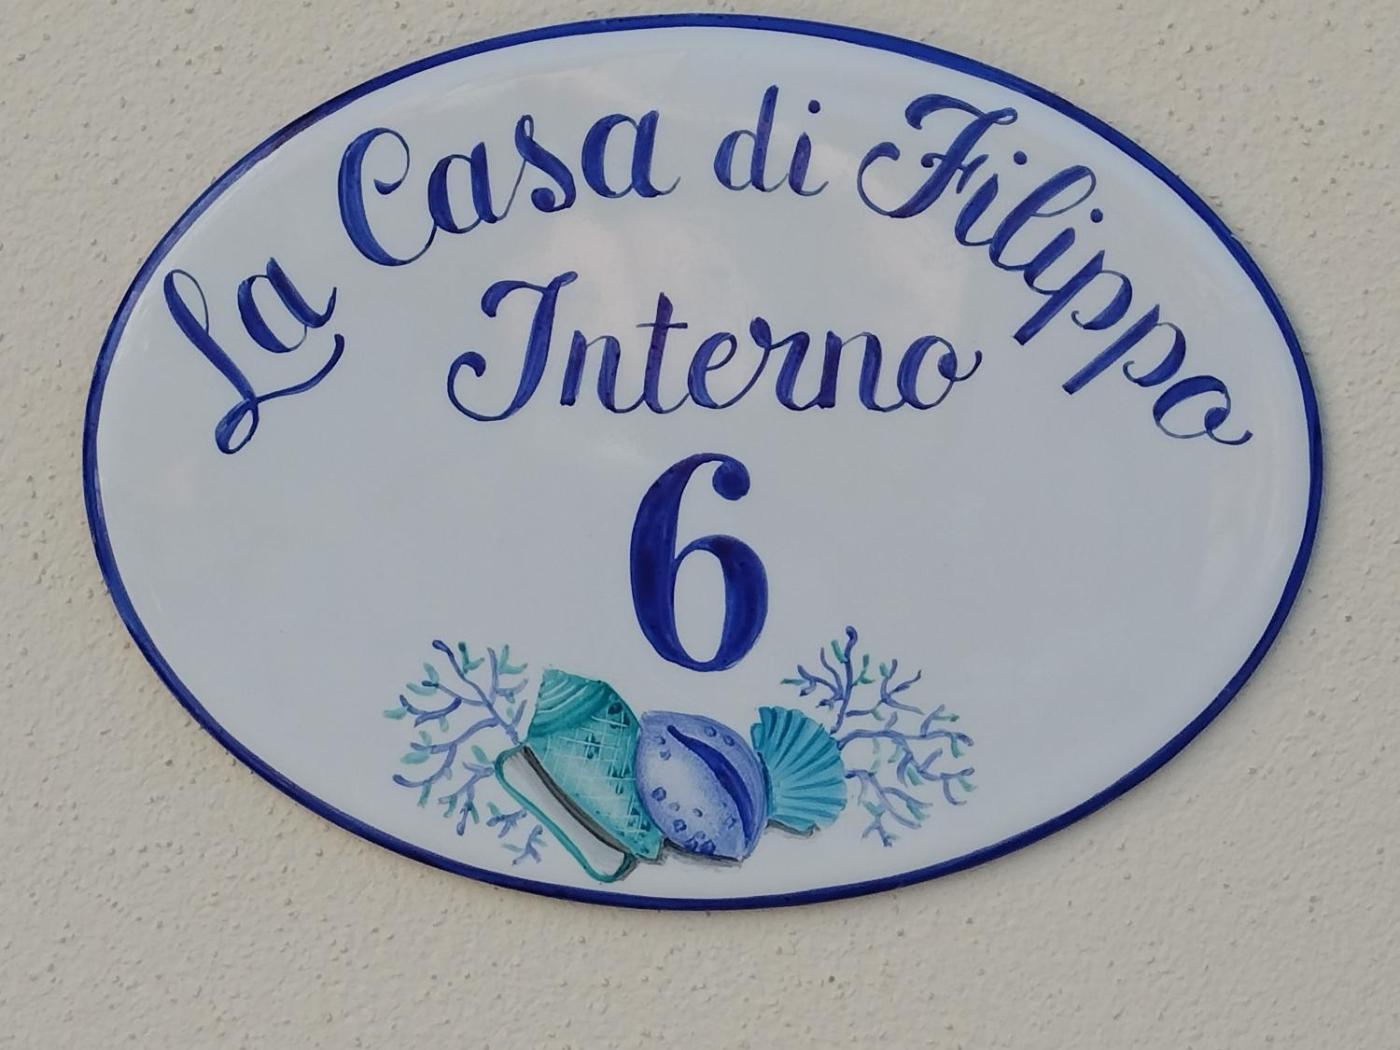 La Casa di Filippo
Interno
6